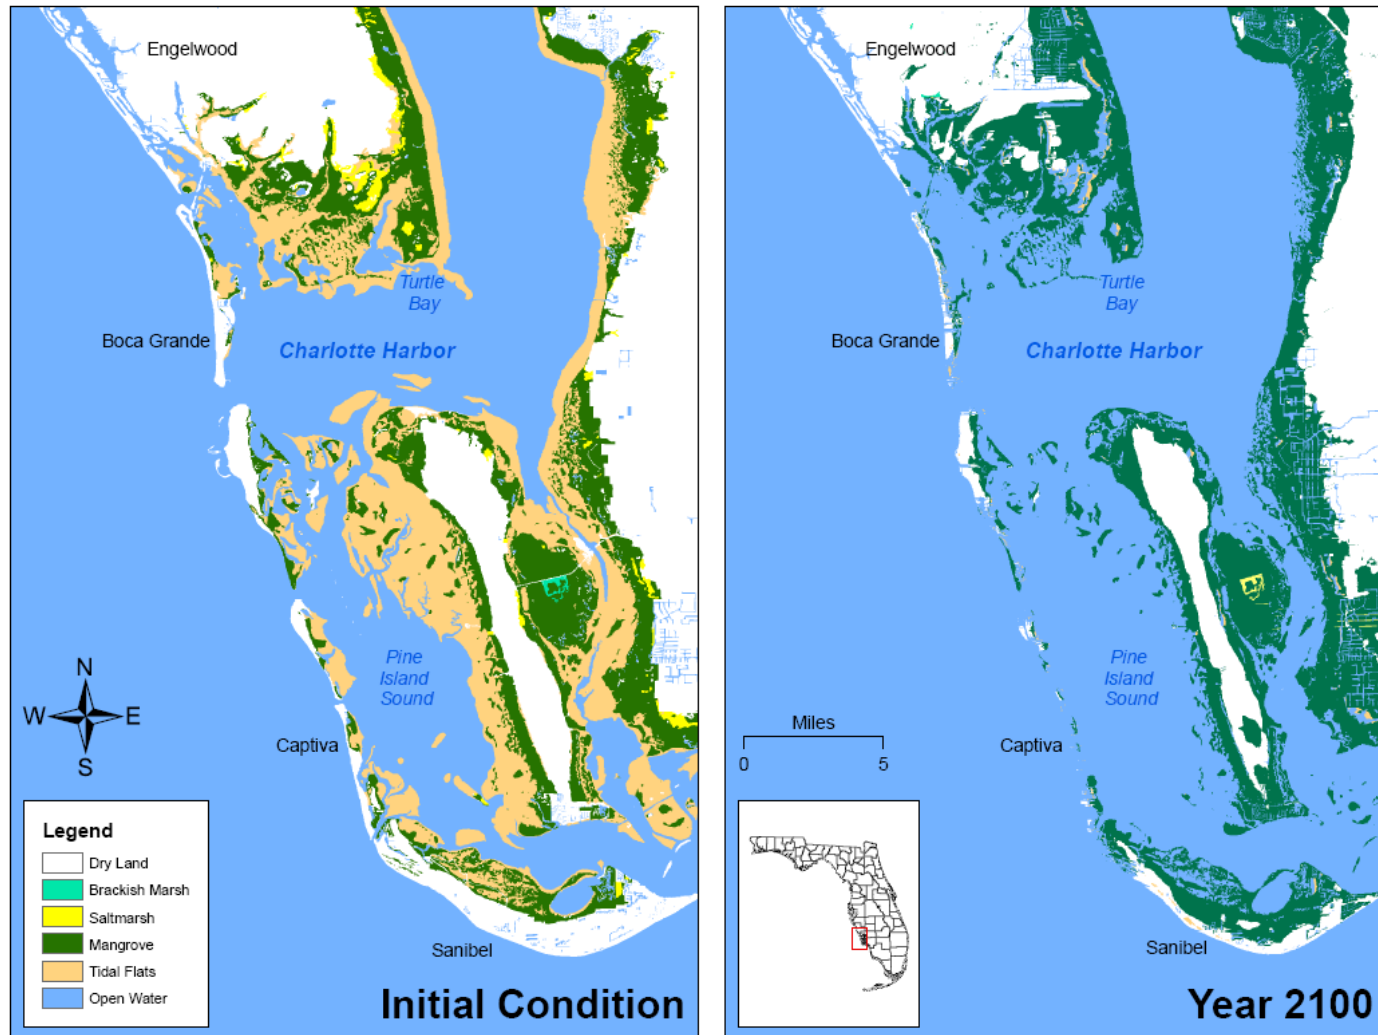 Engelwood
Turtle
Bay
Boca Grande
Charlotte Harbor
Pine
Island
Sound
N
W
E
S
Captiva
Legend
Dry Land
Brackish Marsh
Saltmarsh
Mangrove
Tidal Flats
Open Water
Sanibel
Initial Condition
Engelwood
Turtle
Bay
Boca Grande
Charlotte Harbor
Pine
Island
Sound
Miles
0 5
Captiva
Sanibel
Year 2100